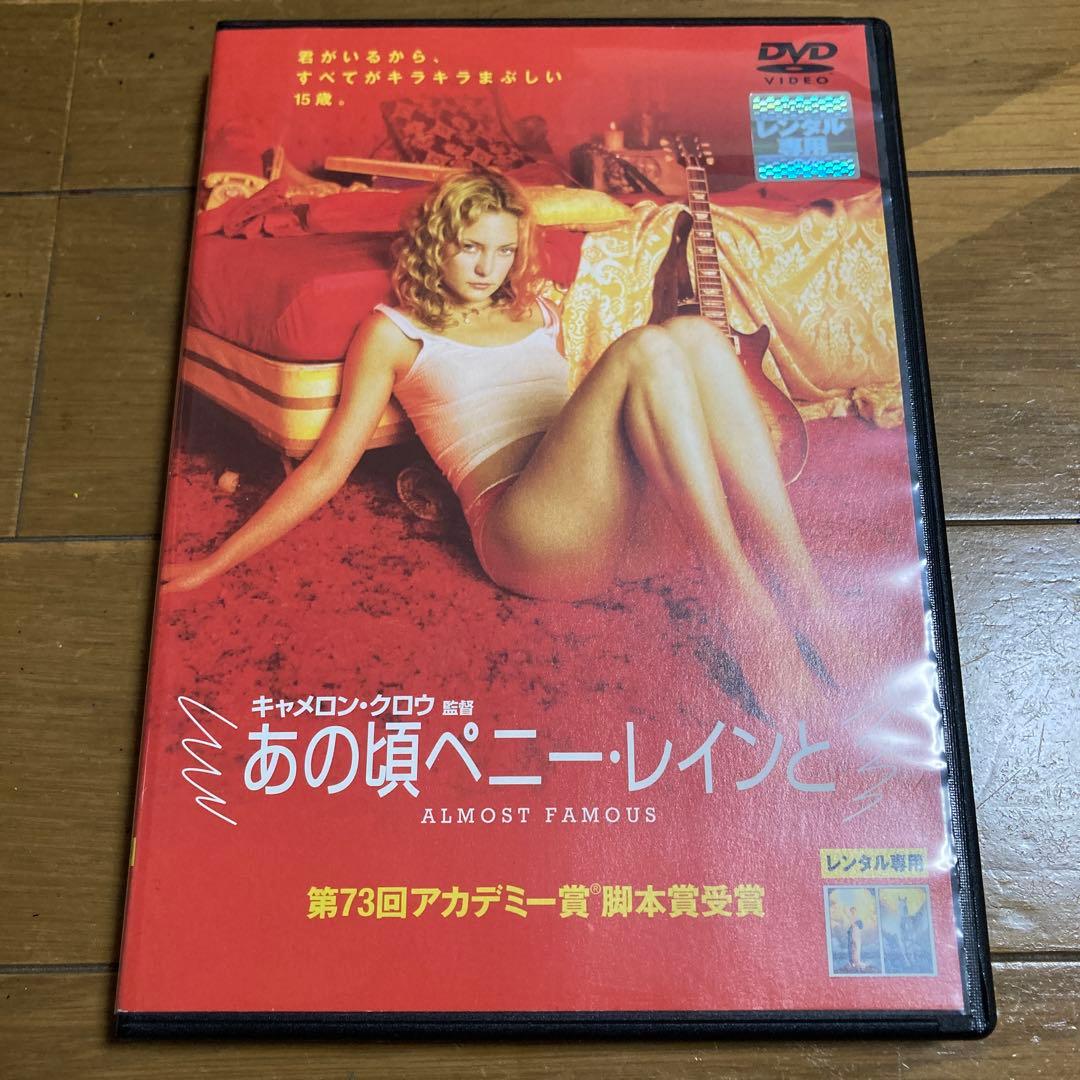 君がいるから、
すべてがキラキラまぶしい
15歳。
DVD
VIDEO
レンタル
専用
キャメロン・クロウ 監督
あの頃ペニー・レインと
ALMOST FAMOUS
レンタル専用
第73回アカデミー賞®脚本賞受賞